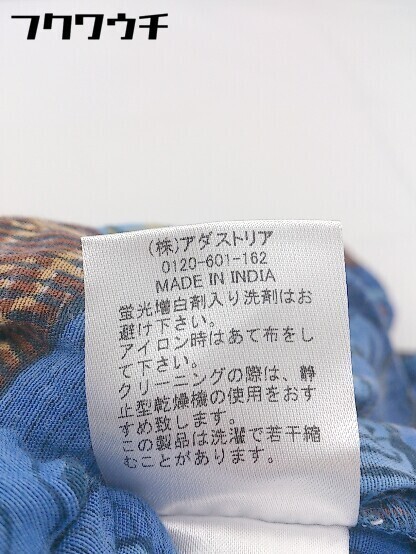 フクワウチ
(株)アダストリア
0120-601-162
MADE IN INDIA
蛍光増白剤入り洗剤はお
避け下さい。
アイロン時はあて布をし
て下さい。
クリーニングの際は、静
止型乾燥機の使用をおす
すめ致します。
この製品は洗濯で若干縮
むことがあります。